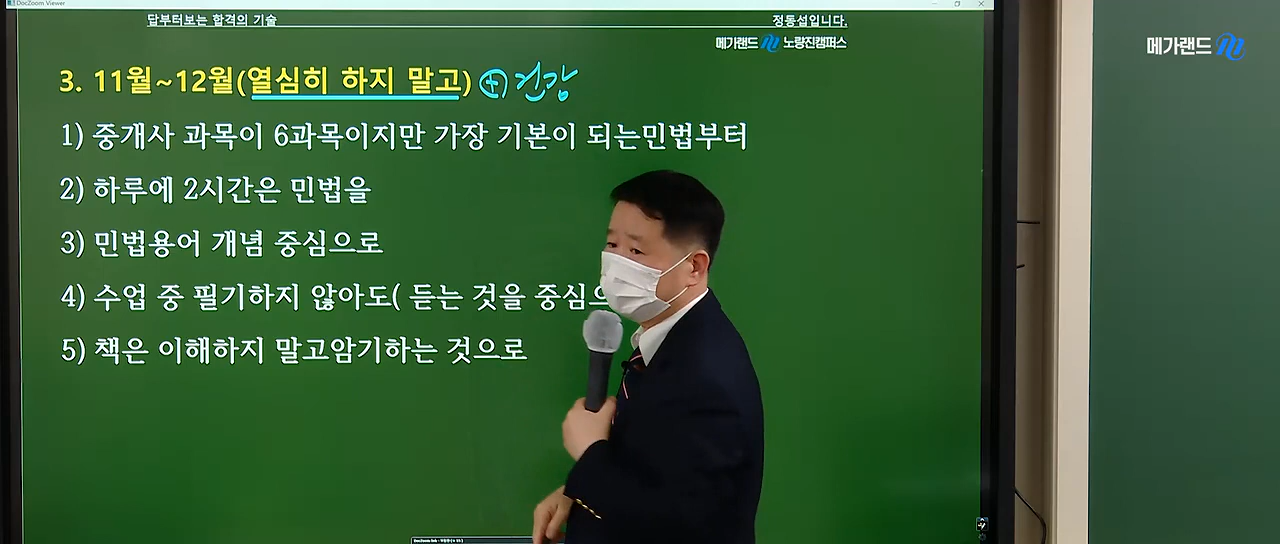 DocZoom Viewer
답부터보는 합격의 기술
정동섭입니다.
메가랜드 노량진캠퍼스
메가랜드
3. 11월~12월(열심히 하지 말고) 건강
1) 중개사 과목이 6과목이지만 가장 기본이 되는민법부터
2) 하루에 2시간은 민법을
3) 민법용어 개념 중심으로
4) 수업 중 필기하지 않아도( 듣는 것을 중심으
5) 책은 이해하지 말고암기하는 것으로